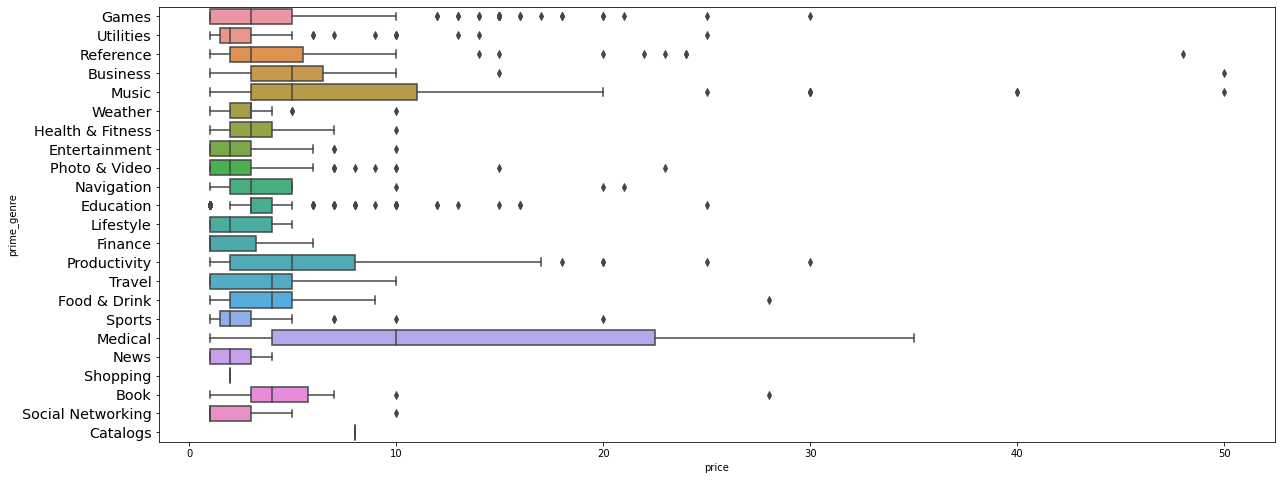 Games
Utilities
Reference
Business
Music
Weather
Health & Fitness
Entertainment
Photo & Video
Navigation
Education
Lifestyle
Finance
Productivity
Travel
Food & Drink
Sports
Medical
News
Shopping
Book
Social Networking
Catalogs
prime_genre
0 10 20 30 40 50
price